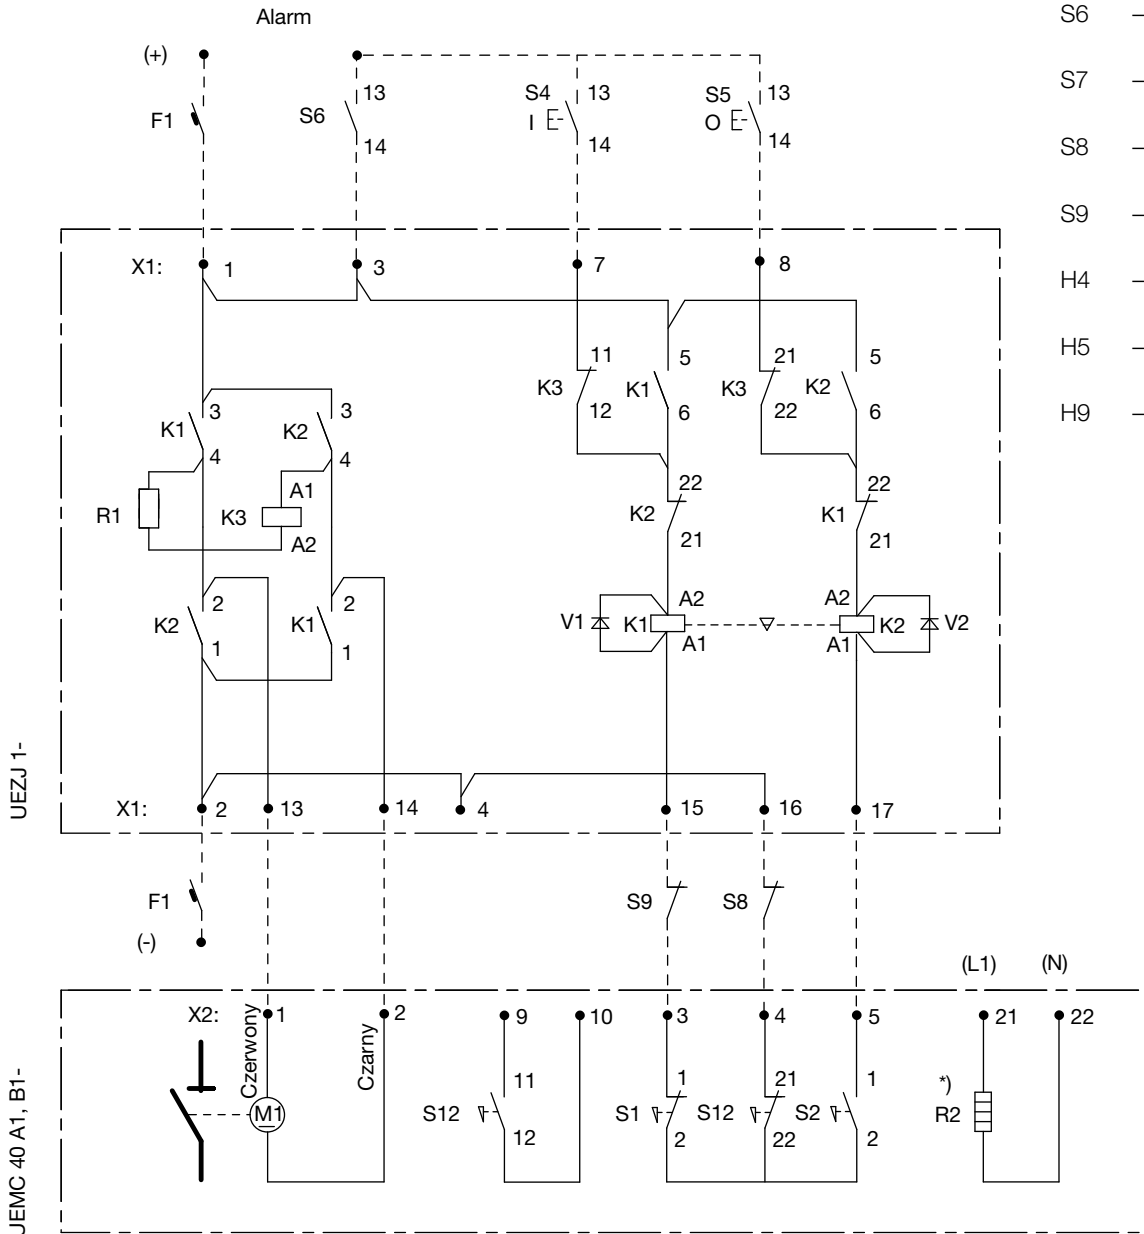 Alarm
S6
(+)
S7
F1
S6
13
14
S4
I
13
14
S5
O
13
14
S8
S9
X1:
1
3
7
8
H4
K3
11
12
K1
5
6
K3
21
22
K2
5
6
H5
H9
K1
3
4
K2
3
4
R1
K3
A1
A2
K2
22
21
K1
22
21
K2
2
1
K1
2
1
V1
K1
A2
A1
A2
A1
K2
V2
UEZJ 1-
X1:
2
13
14
4
15
16
17
F1
(-)
S9
S8
(L1)
(N)
X2:
1
2
9
10
3
4
5
21
22
Czerwony
Czarny
M1
S12
11
12
S1
1
2
S12
21
22
S2
1
2
*)
R2
UEMC 40 A1, B1-